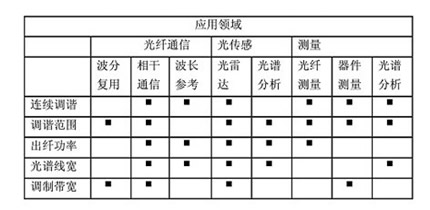 应用领域
光纤通信 光传感 测量
波分复用 相干通信 波长参考 光雷达 光谱分析 光纤测量 器件测量 光谱分析
连续调谐 ■ ■ ■ ■ ■ ■
调谐范围 ■ ■ ■ ■ ■ ■ ■
出纤功率 ■ ■ ■ ■ ■
光谱线宽 ■ ■ ■ ■ ■
调制带宽 ■ ■ ■ ■